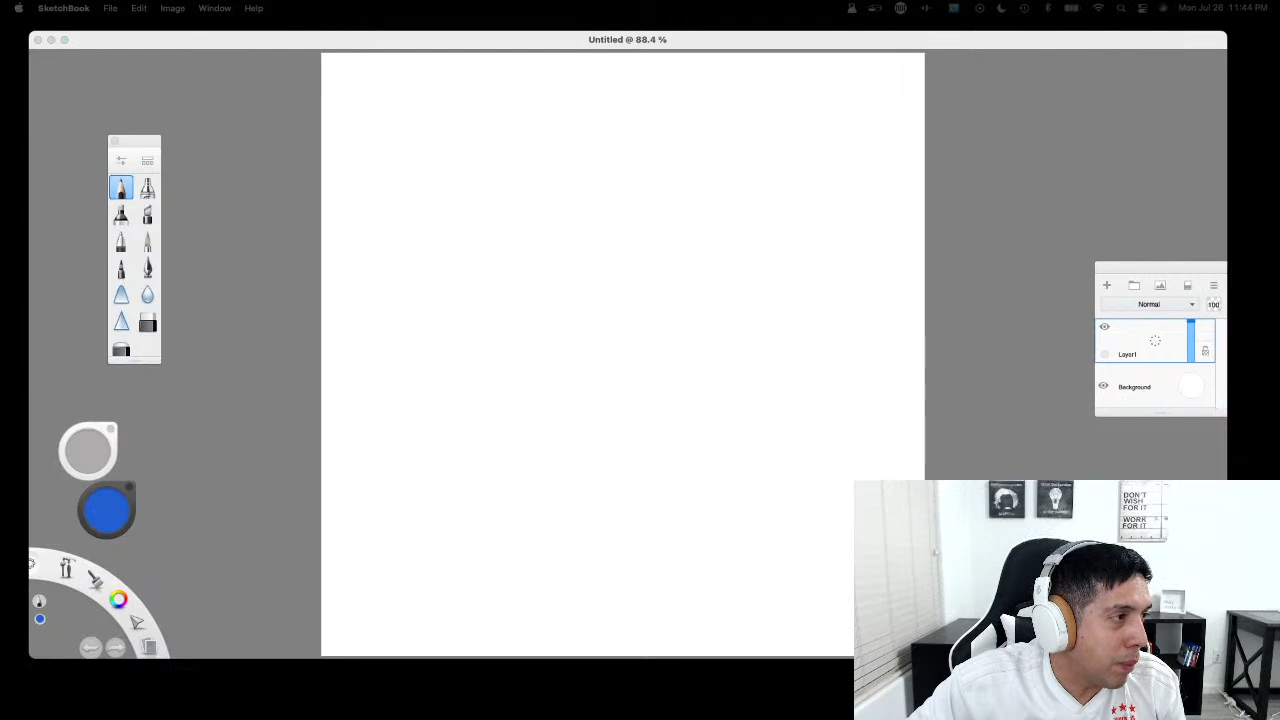 SketchBook File Edit Image Window Help
Mon Jul 26 11:44 PM
Untitled @ 88.4 %
Normal
100
Layer1
Background
DON'T
WISH
FOR IT
WORK
FOR IT